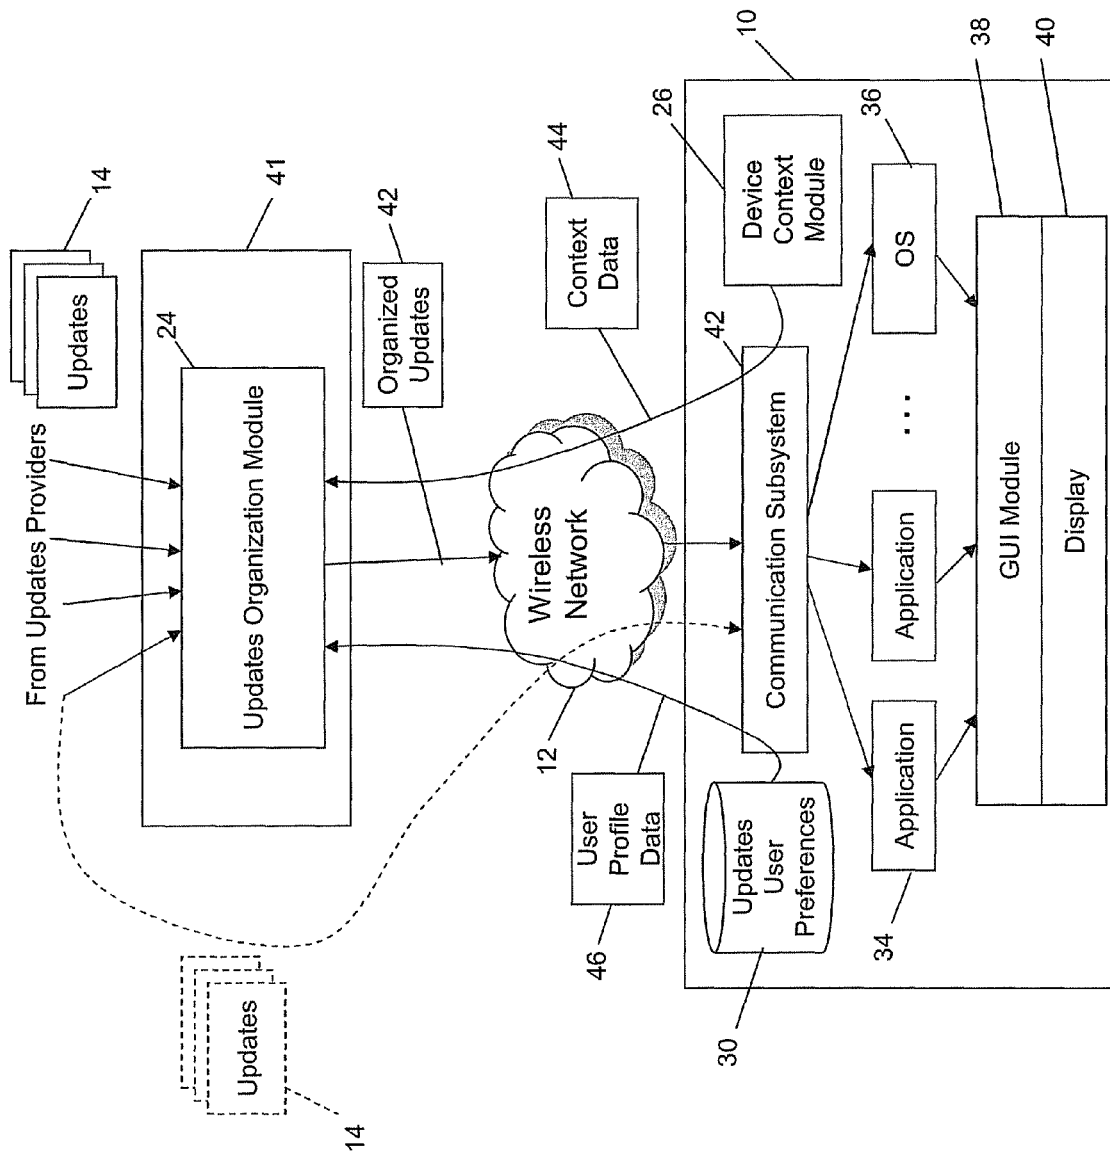 From Updates Providers
Updates
14
24
Updates Organization Module
41
Updates
14
Organized
Updates
42
12
Wireless
Network
Context
Data
44
User
Profile
Data
46
10
26
Device
Context
Module
42
Communication Subsystem
Updates
User
Preferences
30
34
Application
Application
...
OS
36
GUI Module
38
Display
40